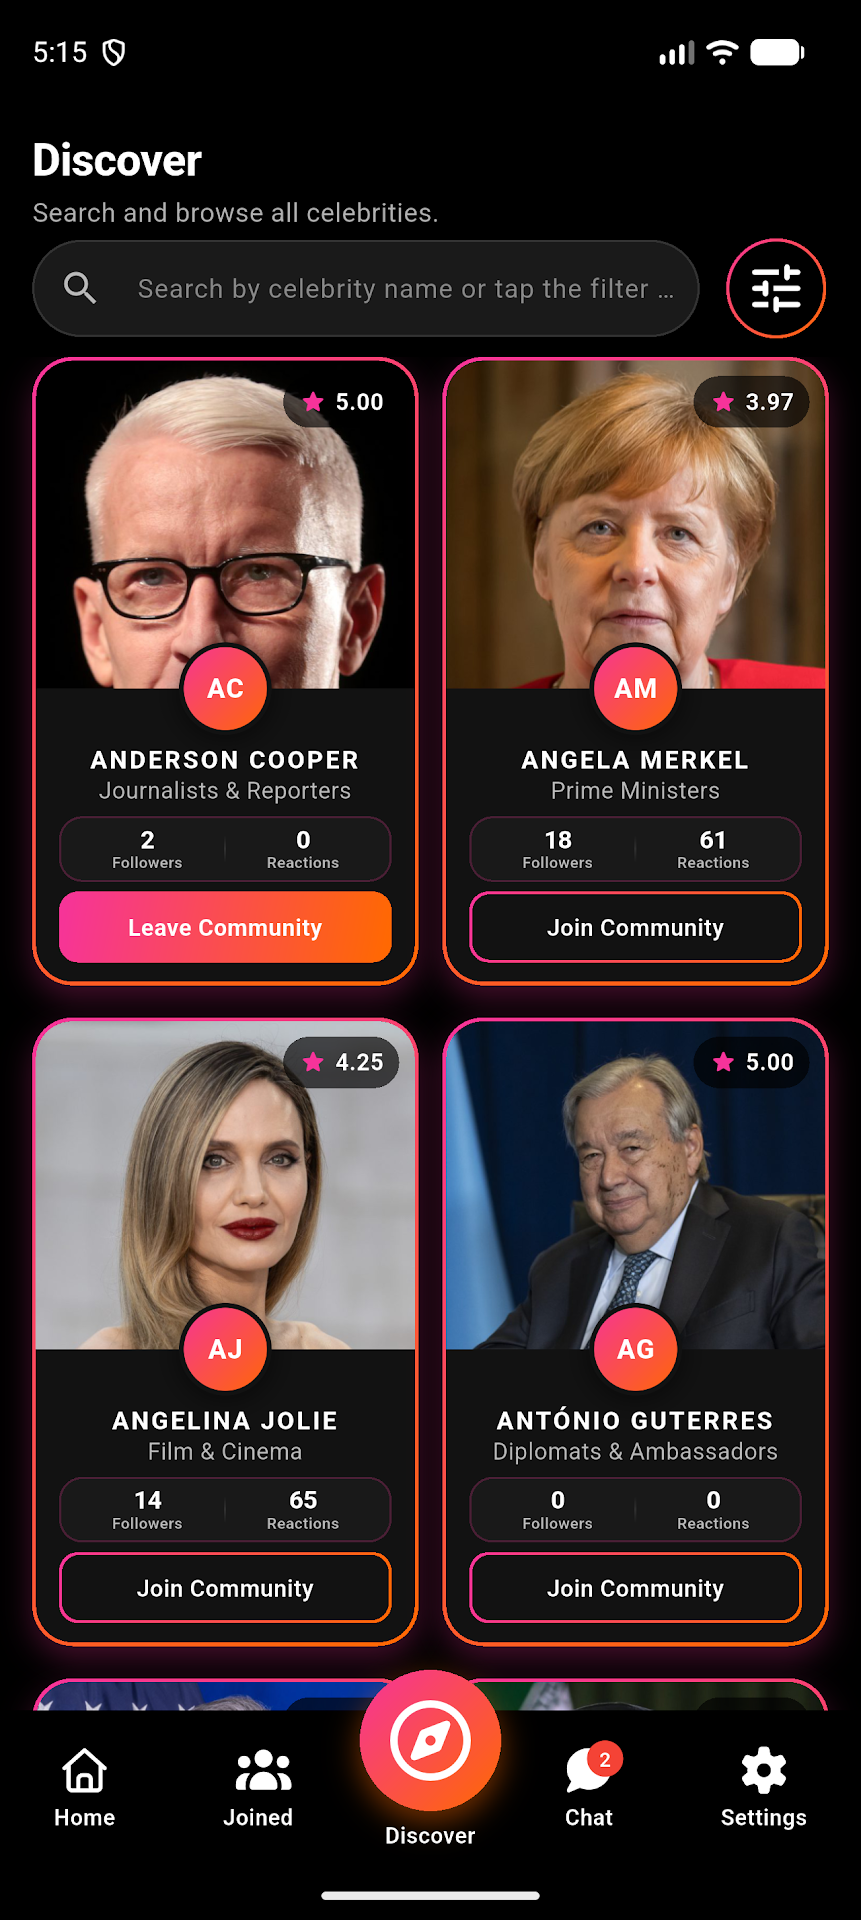 5:15
Discover
Search and browse all celebrities.
Search by celebrity name or tap the filter ...
5.00
AC
ANDERSON COOPER
Journalists & Reporters
2
Followers
0
Reactions
Leave Community
3.97
AM
ANGELA MERKEL
Prime Ministers
18
Followers
61
Reactions
Join Community
4.25
AJ
ANGELINA JOLIE
Film & Cinema
14
Followers
65
Reactions
Join Community
5.00
AG
ANTÓNIO GUTERRES
Diplomats & Ambassadors
0
Followers
0
Reactions
Join Community
Home
Joined
Discover
2
Chat
Settings